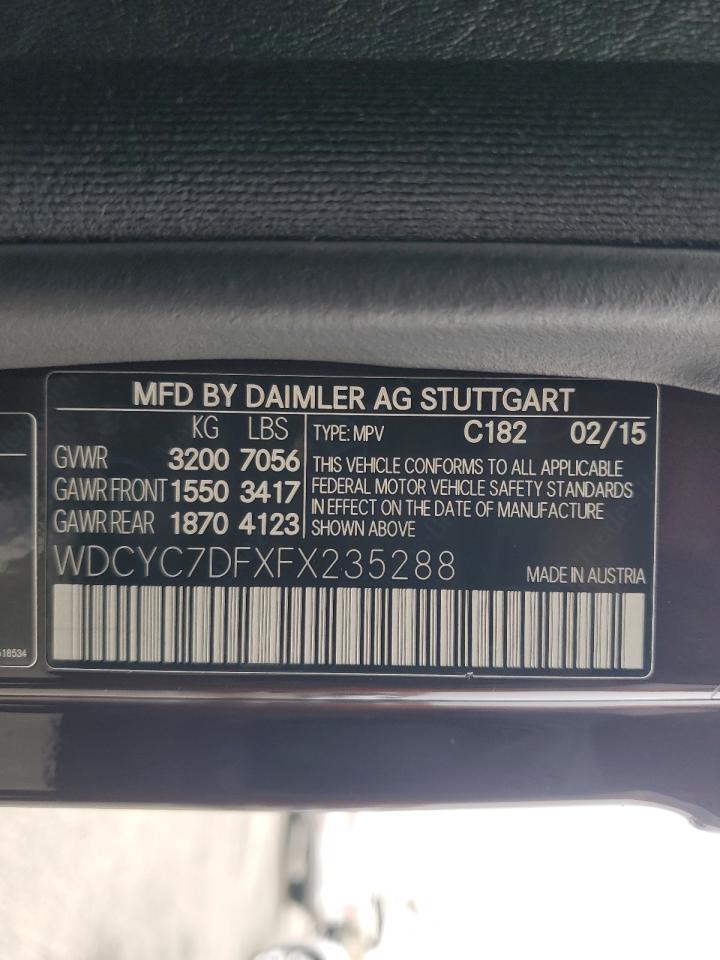 MFD BY DAIMLER AG STUTTGART
KG LBS
GVWR 3200 7056
GAWR FRONT 1550 3417
GAWR REAR 1870 4123
TYPE: MPV C182 02/15
THIS VEHICLE CONFORMS TO ALL APPLICABLE
FEDERAL MOTOR VEHICLE SAFETY STANDARDS
IN EFFECT ON THE DATE OF MANUFACTURE
SHOWN ABOVE
WDCYC7DFXFX235288 MADE IN AUSTRIA